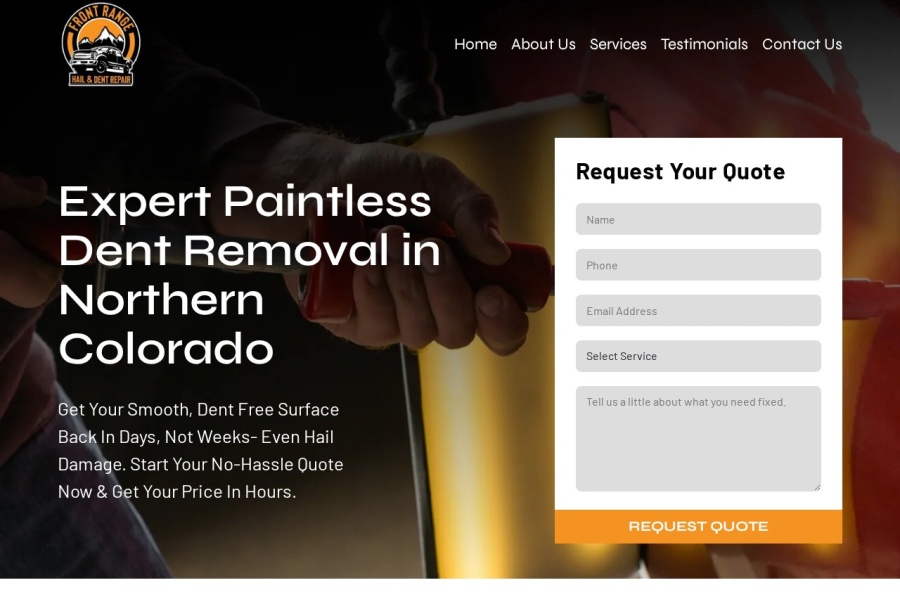 FRONT RANGE
HAIL & DENT REPAIR
Home About Us Services Testimonials Contact Us
Expert Paintless
Dent Removal in
Northern
Colorado
Get Your Smooth, Dent Free Surface
Back In Days, Not Weeks- Even Hail
Damage. Start Your No-Hassle Quote
Now & Get Your Price In Hours.
Request Your Quote
Name
Phone
Email Address
Select Service
Tell us a little about what you need fixed.
REQUEST QUOTE